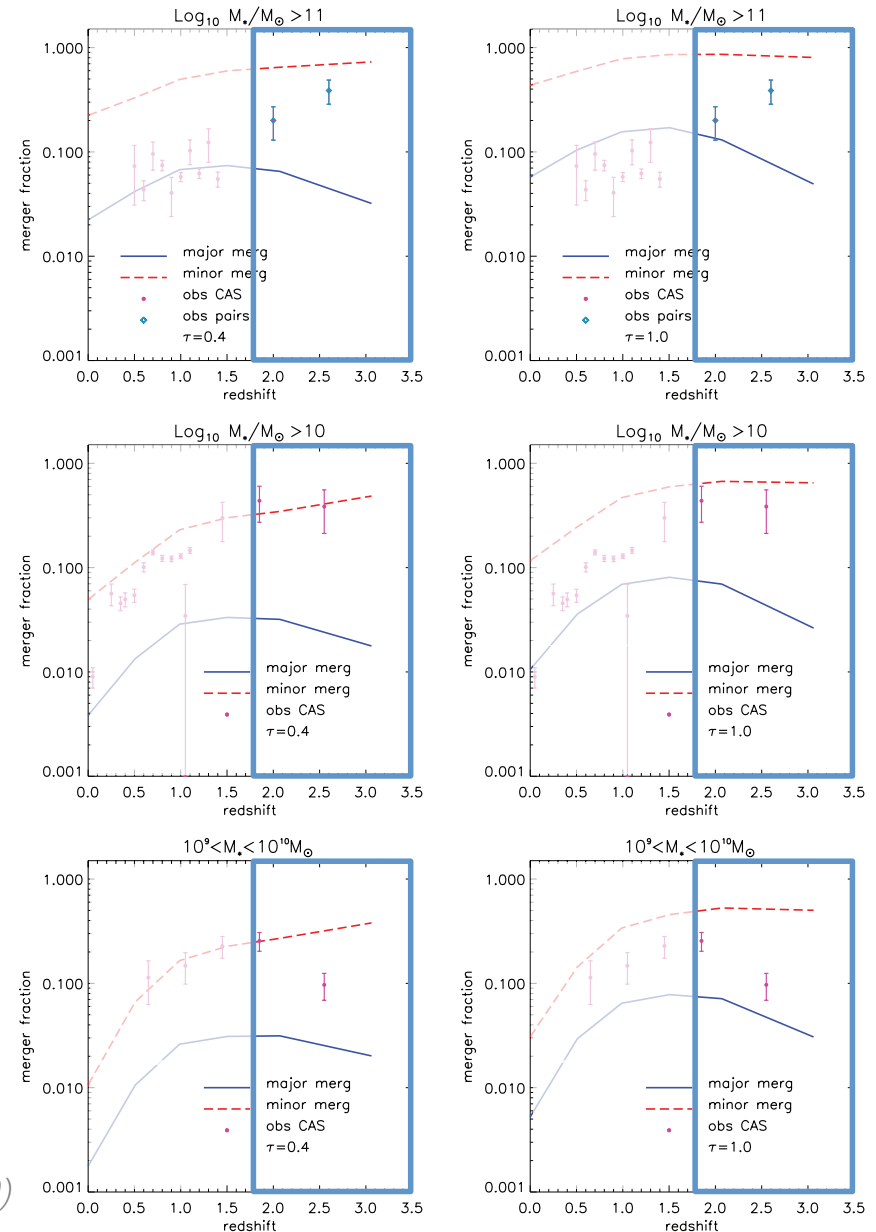 Log₁₀ M*/M☉ >11
1.000
0.100
0.010
0.001
merger fraction
major merg
minor merg
obs CAS
obs pairs
τ=0.4
0.0 0.5 1.0 1.5 2.0 2.5 3.0 3.5
redshift
Log₁₀ M*/M☉ >11
1.000
0.100
0.010
0.001
merger fraction
major merg
minor merg
obs CAS
obs pairs
τ=1.0
0.0 0.5 1.0 1.5 2.0 2.5 3.0 3.5
redshift
Log₁₀ M*/M☉ >10
1.000
0.100
0.010
0.001
merger fraction
major merg
minor merg
obs CAS
τ=0.4
0.0 0.5 1.0 1.5 2.0 2.5 3.0 3.5
redshift
Log₁₀ M*/M☉ >10
1.000
0.100
0.010
0.001
merger fraction
major merg
minor merg
obs CAS
τ=1.0
0.0 0.5 1.0 1.5 2.0 2.5 3.0 3.5
redshift
10⁹<M*<10¹⁰M☉
1.000
0.100
0.010
0.001
merger fraction
major merg
minor merg
obs CAS
τ=0.4
0.0 0.5 1.0 1.5 2.0 2.5 3.0 3.5
redshift
10⁹<M*<10¹⁰M☉
1.000
0.100
0.010
0.001
merger fraction
major merg
minor merg
obs CAS
τ=1.0
0.0 0.5 1.0 1.5 2.0 2.5 3.0 3.5
redshift